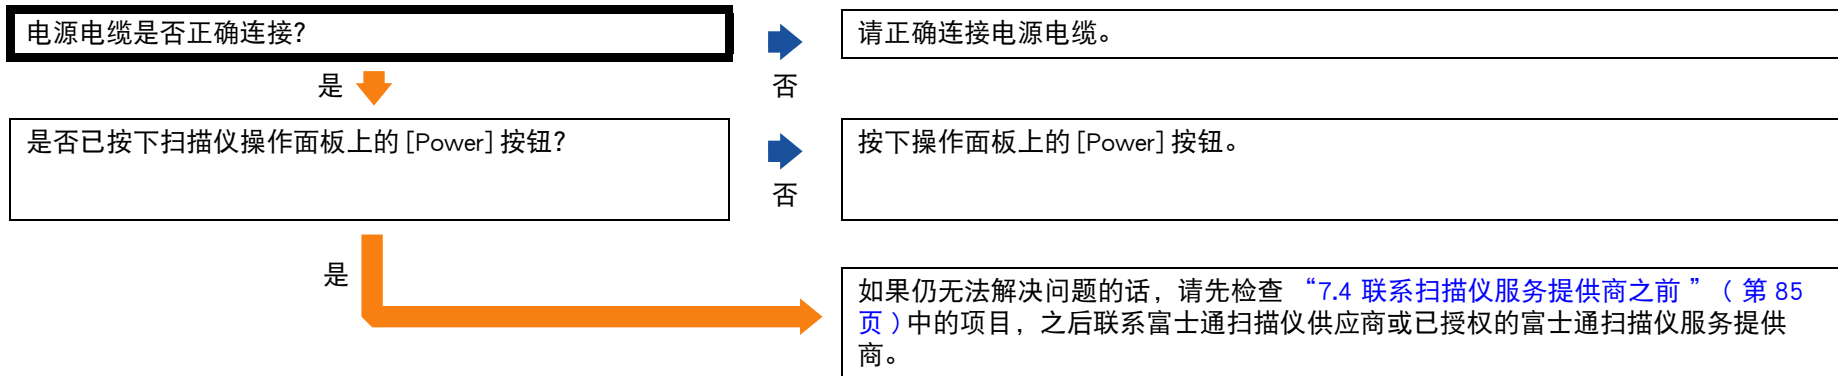 电源电缆是否正确连接？
请正确连接电源电缆。
是
否
是否已按下扫描仪操作面板上的 [Power] 按钮？
按下操作面板上的 [Power] 按钮。
否
是
如果仍无法解决问题的话，请先检查 “7.4 联系扫描仪服务提供商之前 ” ( 第 85
页 ) 中的项目，之后联系富士通扫描仪供应商或已授权的富士通扫描仪服务提供
商。